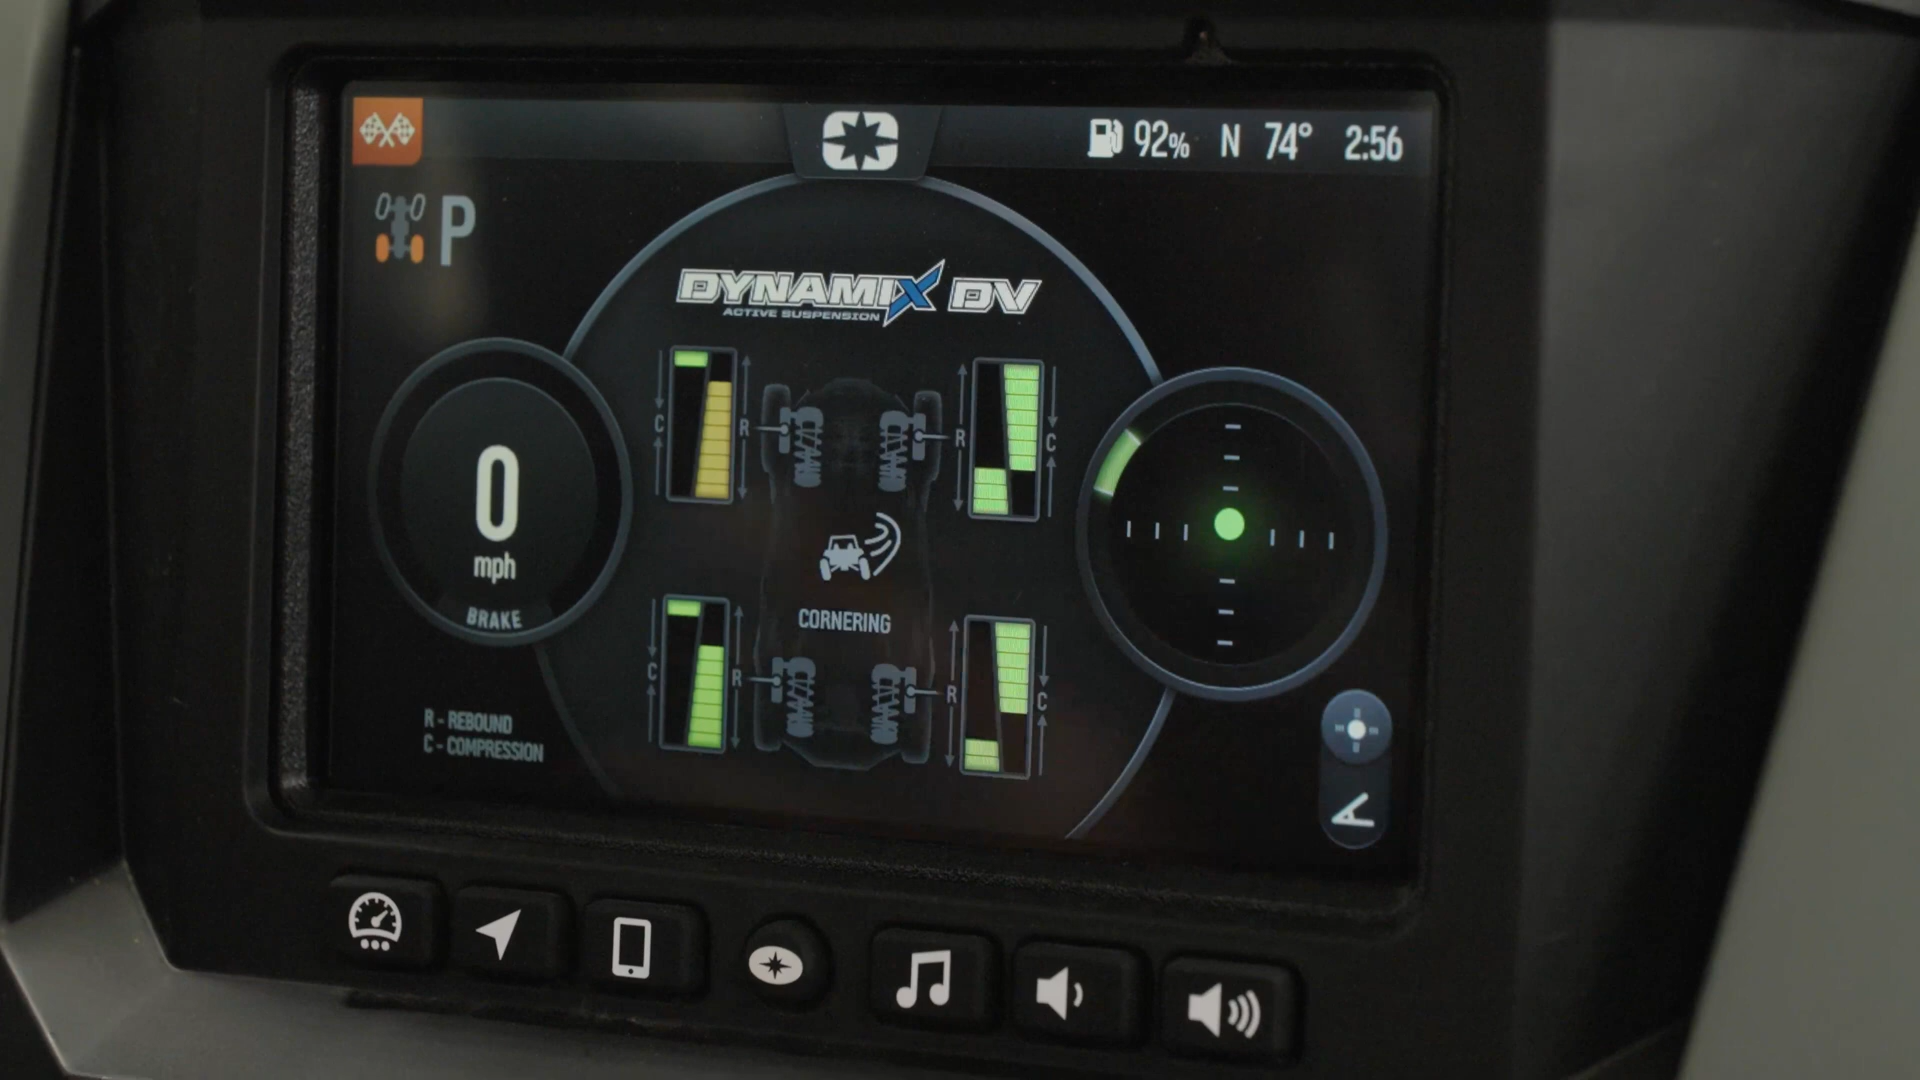 92% N 74° 2:56
P
DYNAMIX DV
ACTIVE SUSPENSION
C R R C
0
mph
BRAKE
CORNERING
C R R C
R - REBOUND
C - COMPRESSION